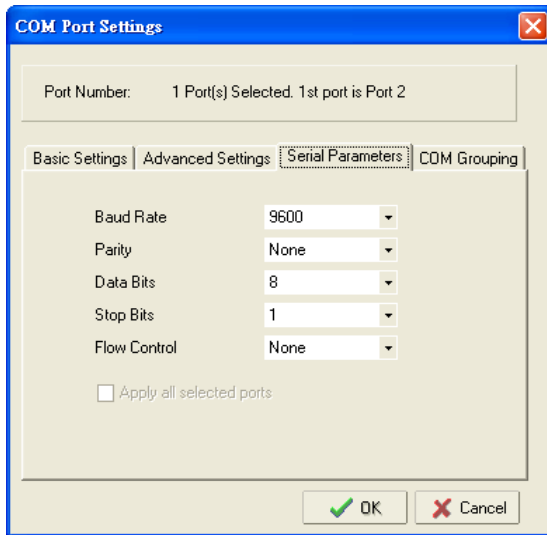 COM Port Settings
Port Number: 1 Port(s) Selected. 1st port is Port 2
Basic Settings Advanced Settings Serial Parameters COM Grouping
Baud Rate 9600
Parity None
Data Bits 8
Stop Bits 1
Flow Control None
Apply all selected ports
OK Cancel